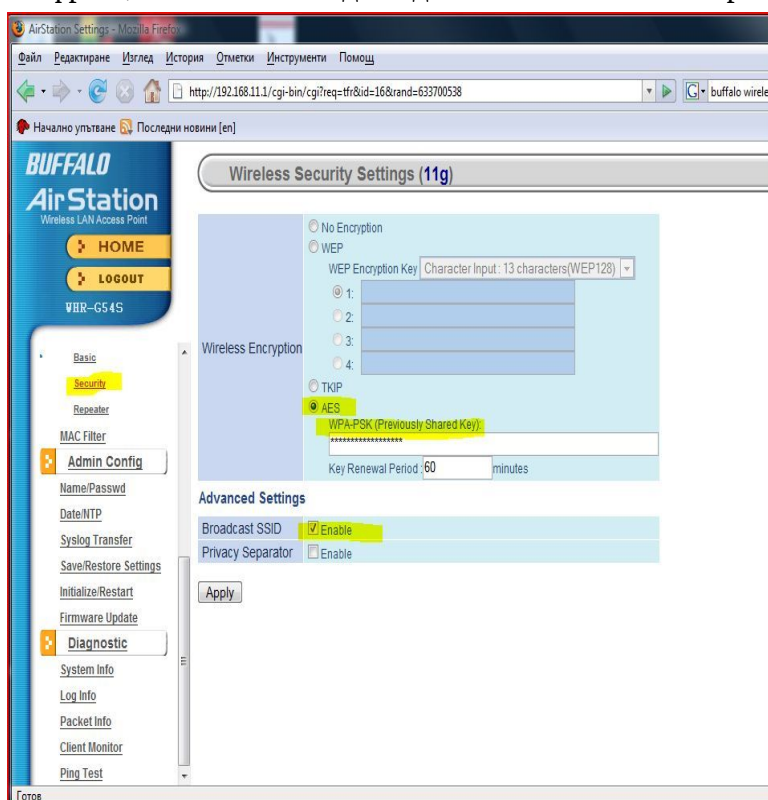 AirStation Settings - Mozilla Firefox
Файл Редактиране Изглед История Отметки Инструменти Помощ
http://192.168.11.1/cgi-bin/cgi?req=tfr&id=16&rand=633700538
G buffalo wirele
Начално упътване Последни новини [en]
BUFFALO
AirStation
Wireless LAN Access Point
HOME
LOGOUT
WHR-G54S
Basic
Security
Repeater
MAC Filter
Admin Config
Name/Passwd
Date/NTP
Syslog Transfer
Save/Restore Settings
Initialize/Restart
Firmware Update
Diagnostic
System Info
Log Info
Packet Info
Client Monitor
Ping Test
Wireless Security Settings (11g)
Wireless Encryption
No Encryption
WEP
WEP Encryption Key Character Input : 13 characters(WEP128)
1:
2:
3:
4:
TKIP
AES
WPA-PSK (Previously Shared Key):
*****************
Key Renewal Period : 60 minutes
Advanced Settings
Broadcast SSID Enable
Privacy Separator Enable
Apply
Готов